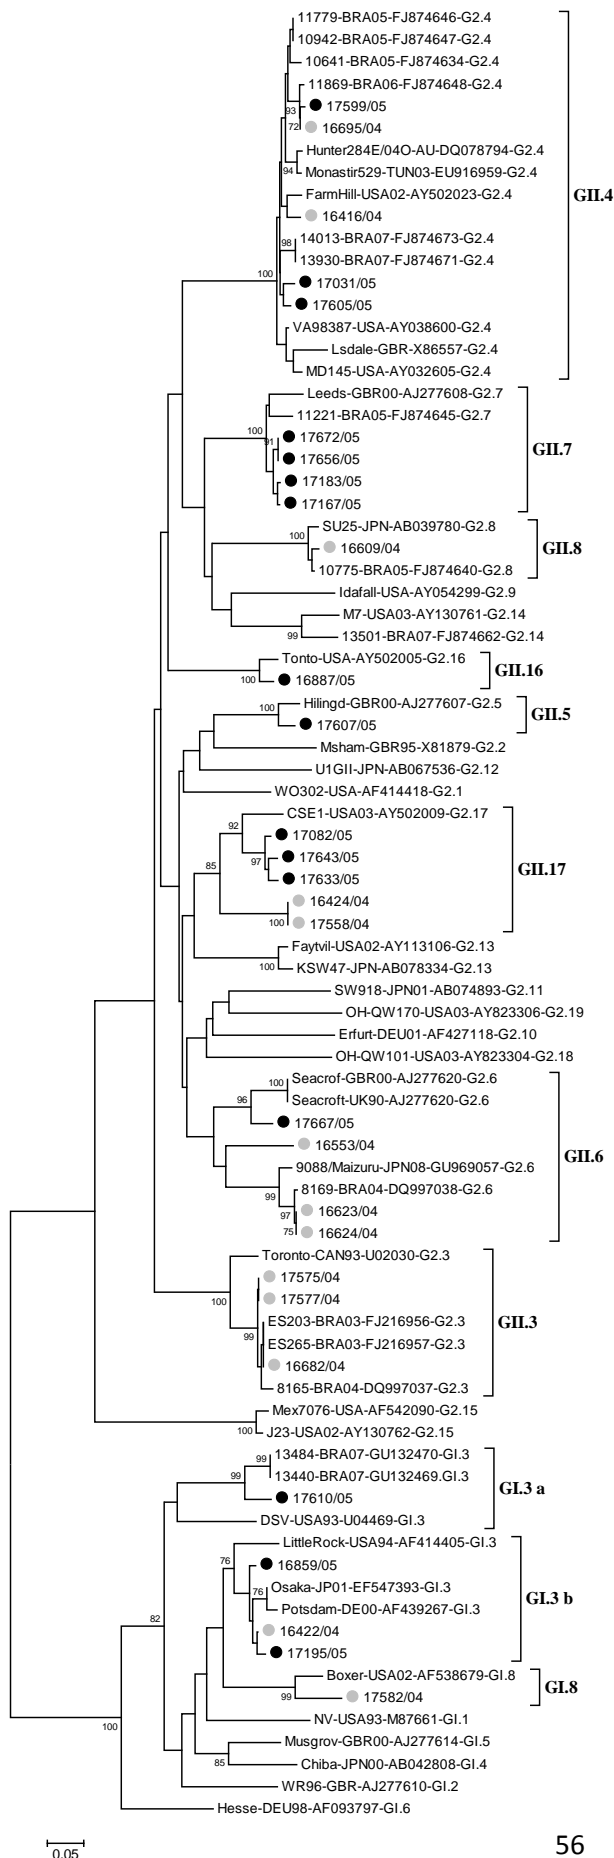 11779-BRA05-FJ874646-G2.4
10942-BRA05-FJ874647-G2.4
10641-BRA05-FJ874634-G2.4
11869-BRA06-FJ874648-G2.4
93
17599/05
72
16695/04
Hunter284E/04O-AU-DQ078794-G2.4
94
Monastir529-TUN03-EU916959-G2.4
FarmHill-USA02-AY502023-G2.4
16416/04
GII.4
98
14013-BRA07-FJ874673-G2.4
13930-BRA07-FJ874671-G2.4
100
17031/05
17605/05
VA98387-USA-AY038600-G2.4
Lsdale-GBR-X86557-G2.4
MD145-USA-AY032605-G2.4
Leeds-GBR00-AJ277608-G2.7
11221-BRA05-FJ874645-G2.7
100
91
17672/05
GII.7
17656/05
17183/05
17167/05
SU25-JPN-AB039780-G2.8
100
16609/04
GII.8
10775-BRA05-FJ874640-G2.8
Idafall-USA-AY054299-G2.9
M7-USA03-AY130761-G2.14
99
13501-BRA07-FJ874662-G2.14
Tonto-USA-AY502005-G2.16
GII.16
100
16887/05
Hilingd-GBR00-AJ277607-G2.5
100
GII.5
17607/05
Msham-GBR95-X81879-G2.2
U1GII-JPN-AB067536-G2.12
WO302-USA-AF414418-G2.1
CSE1-USA03-AY502009-G2.17
92
17082/05
97
17643/05
85
GII.17
17633/05
16424/04
100
17558/04
Faytvil-USA02-AY113106-G2.13
100
KSW47-JPN-AB078334-G2.13
SW918-JPN01-AB074893-G2.11
OH-QW170-USA03-AY823306-G2.19
Erfurt-DEU01-AF427118-G2.10
OH-QW101-USA03-AY823304-G2.18
100
Seacrof-GBR00-AJ277620-G2.6
96
Seacroft-UK90-AJ277620-G2.6
17667/05
16553/04
GII.6
9088/Maizuru-JPN08-GU969057-G2.6
99
8169-BRA04-DQ997038-G2.6
97
16623/04
75
16624/04
Toronto-CAN93-U02030-G2.3
17575/04
100
17577/04
GII.3
99
ES203-BRA03-FJ216956-G2.3
ES265-BRA03-FJ216957-G2.3
16682/04
8165-BRA04-DQ997037-G2.3
Mex7076-USA-AF542090-G2.15
100
J23-USA02-AY130762-G2.15
99
13484-BRA07-GU132470-GI.3
99
13440-BRA07-GU132469.GI.3
GI.3 a
17610/05
DSV-USA93-U04469-GI.3
LittleRock-USA94-AF414405-GI.3
76
16859/05
76
Osaka-JP01-EF547393-GI.3
GI.3 b
Potsdam-DE00-AF439267-GI.3
82
16422/04
17195/05
Boxer-USA02-AF538679-GI.8
GI.8
99
17582/04
100
NV-USA93-M87661-GI.1
Musgrov-GBR00-AJ277614-GI.5
85
Chiba-JPN00-AB042808-GI.4
WR96-GBR-AJ277610-GI.2
Hesse-DEU98-AF093797-GI.6
0.05
56